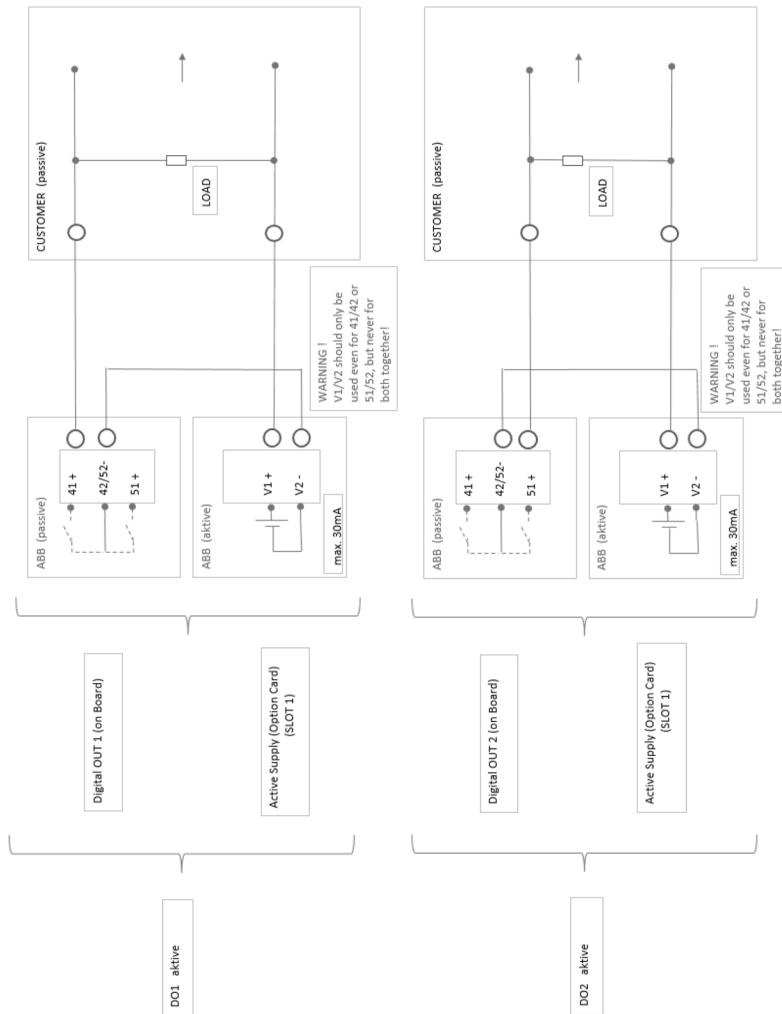 DO1 aktive
Digital OUT 1 (on Board)
Active Supply (Option Card)
(SLOT 1)
ABB (passive)
41 +
42/52-
51 +
ABB (aktive)
V1 +
V2 -
max. 30mA
WARNING !
V1/V2 should only be
used even for 41/42 or
51/52, but never for
both together!
CUSTOMER (passive)
LOAD
DO2 aktive
Digital OUT 2 (on Board)
Active Supply (Option Card)
(SLOT 1)
ABB (passive)
41 +
42/52-
51 +
ABB (aktive)
V1 +
V2 -
max. 30mA
WARNING !
V1/V2 should only be
used even for 41/42 or
51/52, but never for
both together!
CUSTOMER (passive)
LOAD